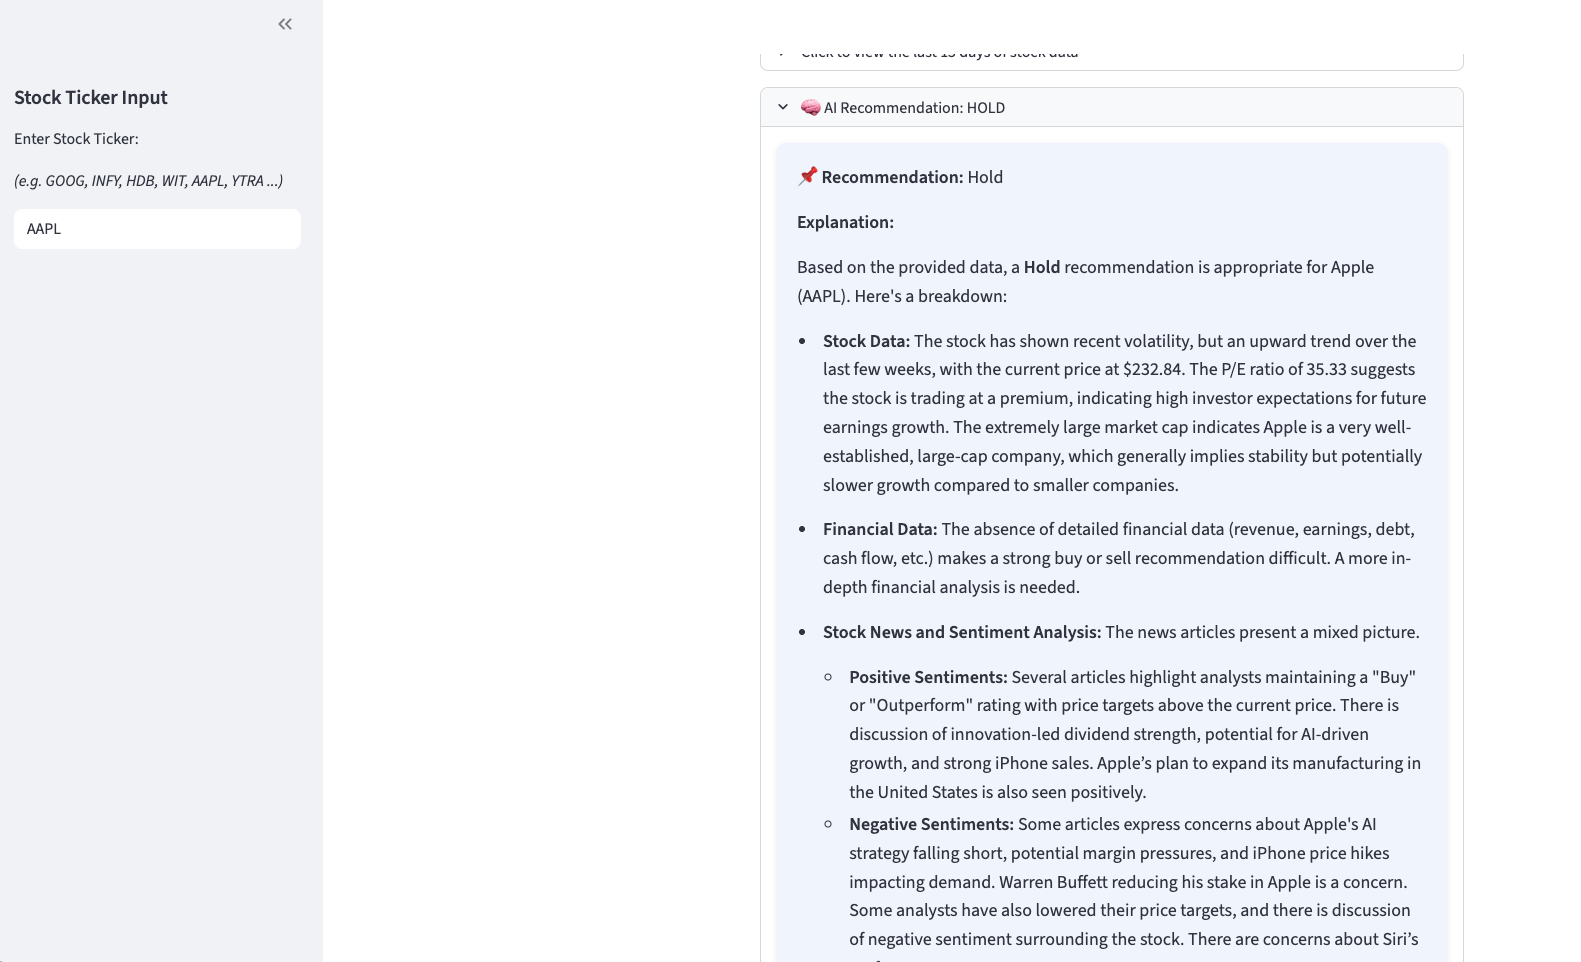 Stock Ticker Input
Enter Stock Ticker:
(e.g. GOOG, INFY, HDB, WIT, AAPL, YTRA ...)
AAPL
Click to view the last 15 days of stock data
AI Recommendation: HOLD
Recommendation: Hold
Explanation:
Based on the provided data, a Hold recommendation is appropriate for Apple
(AAPL). Here's a breakdown:
Stock Data: The stock has shown recent volatility, but an upward trend over the
last few weeks, with the current price at $232.84. The P/E ratio of 35.33 suggests
the stock is trading at a premium, indicating high investor expectations for future
earnings growth. The extremely large market cap indicates Apple is a very well-
established, large-cap company, which generally implies stability but potentially
slower growth compared to smaller companies.
Financial Data: The absence of detailed financial data (revenue, earnings, debt,
cash flow, etc.) makes a strong buy or sell recommendation difficult. A more in-
depth financial analysis is needed.
Stock News and Sentiment Analysis: The news articles present a mixed picture.
Positive Sentiments: Several articles highlight analysts maintaining a "Buy"
or "Outperform" rating with price targets above the current price. There is
discussion of innovation-led dividend strength, potential for AI-driven
growth, and strong iPhone sales. Apple’s plan to expand its manufacturing in
the United States is also seen positively.
Negative Sentiments: Some articles express concerns about Apple's AI
strategy falling short, potential margin pressures, and iPhone price hikes
impacting demand. Warren Buffett reducing his stake in Apple is a concern.
Some analysts have also lowered their price targets, and there is discussion
of negative sentiment surrounding the stock. There are concerns about Siri’s